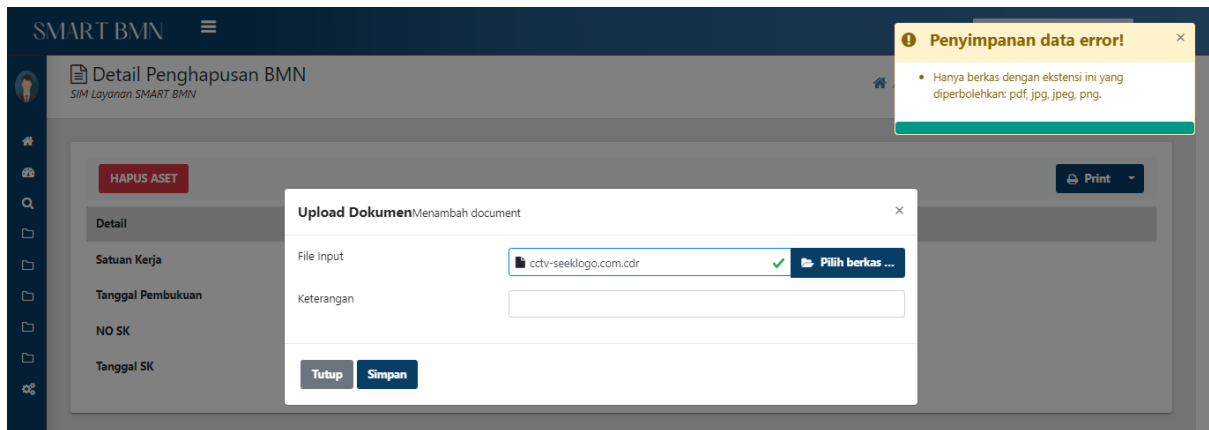 SMART BMN
Penyimpanan data error!
Hanya berkas dengan ekstensi ini yang
diperbolehkan: pdf, jpg, jpeg, png.
Detail Penghapusan BMN
SIM Layanan SMART BMN
HAPUS ASET
Print
Detail
Satuan Kerja
Tanggal Pembukuan
NO SK
Tanggal SK
Upload Dokumen Menambah document
File Input
cctv-seeklogo.com.cdr
Pilih berkas ...
Keterangan
Tutup
Simpan